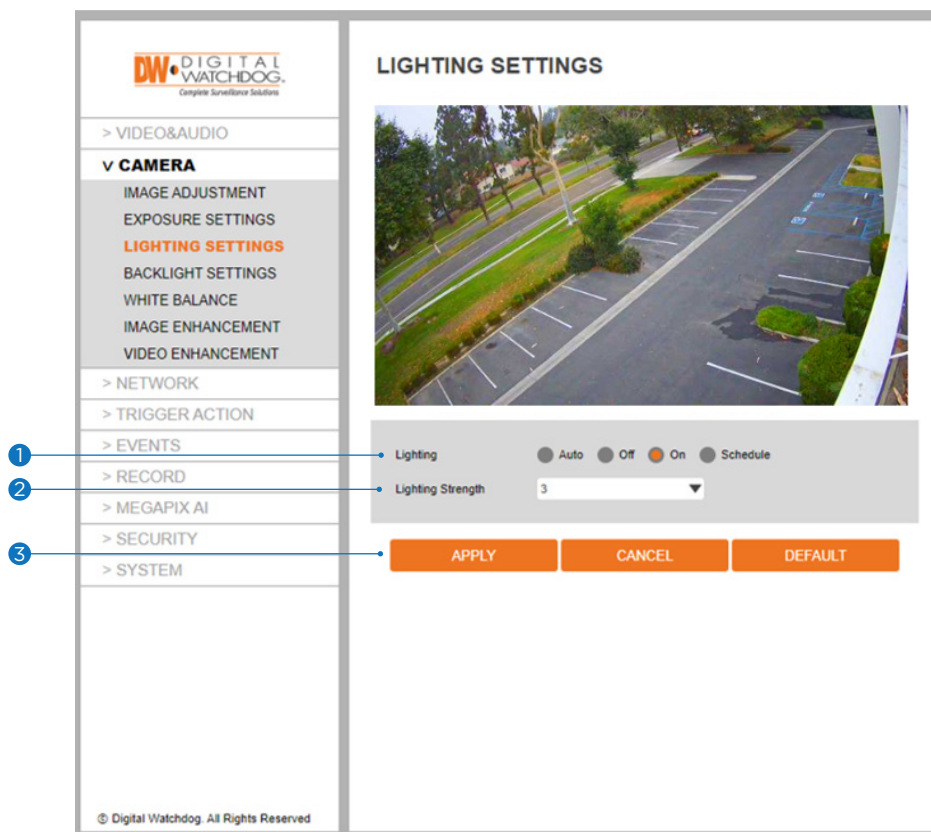 DW DIGITAL
WATCHDOG.
Complete Surveillance Solutions
> VIDEO&AUDIO
v CAMERA
IMAGE ADJUSTMENT
EXPOSURE SETTINGS
LIGHTING SETTINGS
BACKLIGHT SETTINGS
WHITE BALANCE
IMAGE ENHANCEMENT
VIDEO ENHANCEMENT
> NETWORK
> TRIGGER ACTION
> EVENTS
> RECORD
> MEGAPIX AI
> SECURITY
> SYSTEM
© Digital Watchdog. All Rights Reserved
LIGHTING SETTINGS
1 Lighting Auto Off On Schedule
2 Lighting Strength 3
3 APPLY CANCEL DEFAULT